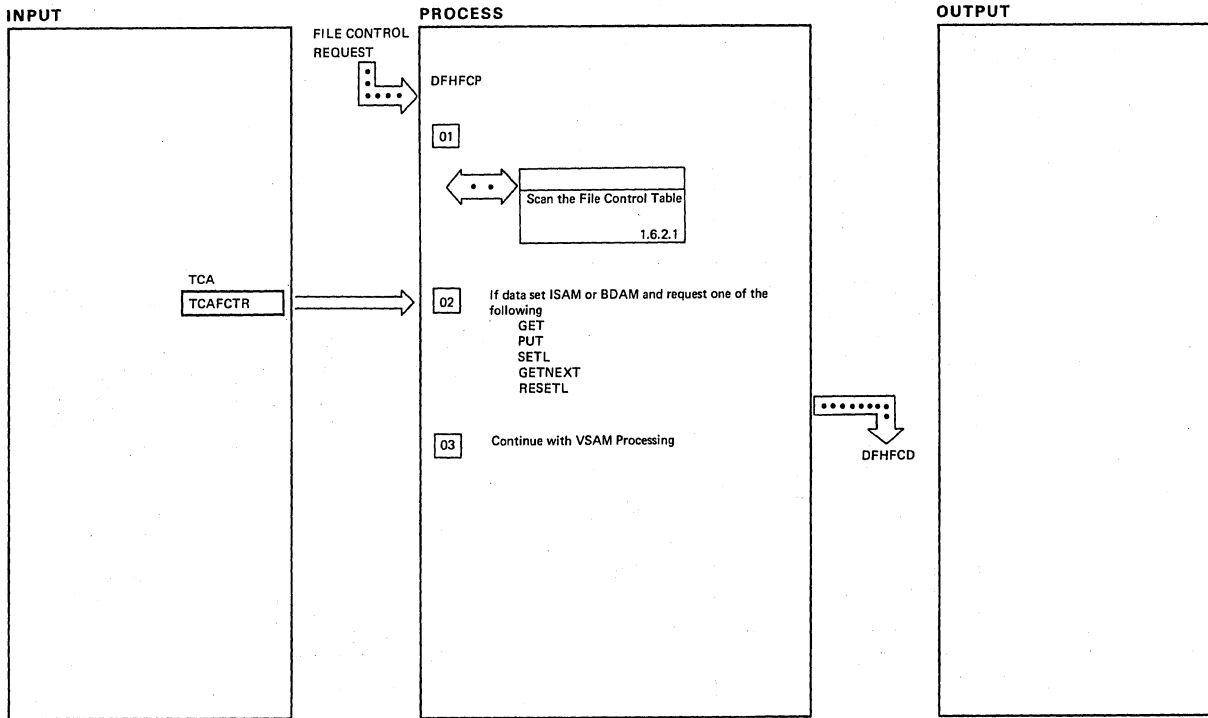 INPUT
PROCESS
OUTPUT
FILE CONTROL
REQUEST
DFHFCP
01
Scan the File Control Table
1.6.2.1
TCA
TCAFCTR
02
If data set ISAM or BDAM and request one of the
following
GET
PUT
SETL
GETNEXT
RESETL
03
Continue with VSAM Processing
DFHFCD